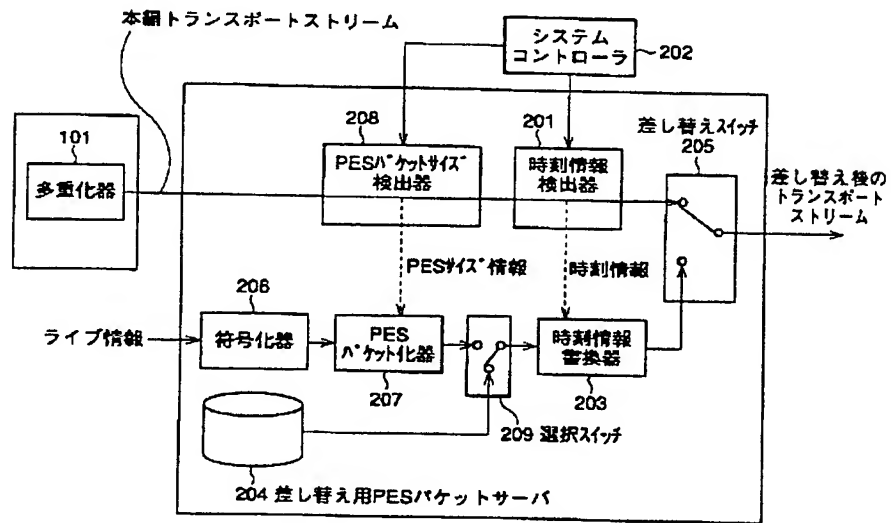 本編トランスポートストリーム
システム
コントローラ
202
101
多重化器
208
PESパケットサイズ
検出器
201
時刻情報
検出器
差し替えスイッチ
205
差し替え後の
トランスポート
ストリーム
PESサイズ情報
時刻情報
ライブ情報
206
符号化器
PES
パケット化器
207
209 選択スイッチ
時刻情報
書換器
203
204 差し替え用PESパケットサーバ